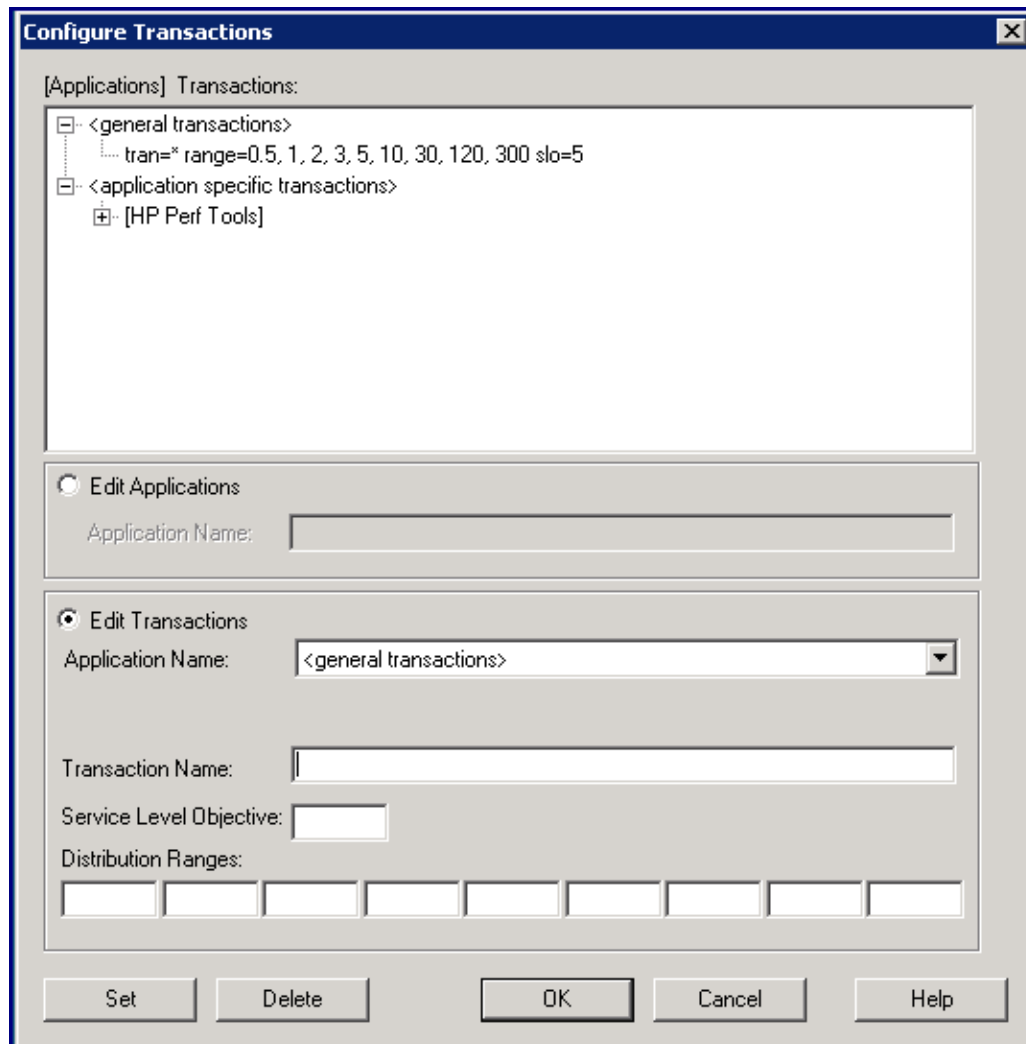 Configure Transactions
[Applications] Transactions:
<general transactions>
tran=* range=0.5, 1, 2, 3, 5, 10, 30, 120, 300 slo=5
<application specific transactions>
[HP Perf Tools]
Edit Applications
Application Name:
Edit Transactions
Application Name: <general transactions>
Transaction Name:
Service Level Objective:
Distribution Ranges:
Set Delete OK Cancel Help